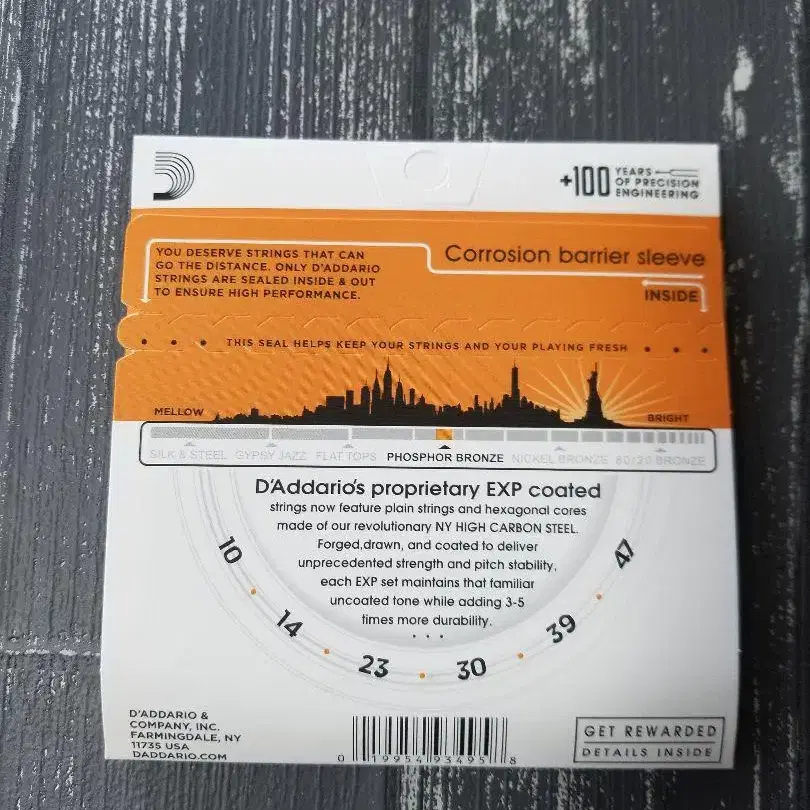 +100 YEARS
OF PRECISION
ENGINEERING
YOU DESERVE STRINGS THAT CAN
GO THE DISTANCE. ONLY D'ADDARIO
STRINGS ARE SEALED INSIDE & OUT
TO ENSURE HIGH PERFORMANCE.
Corrosion barrier sleeve
INSIDE
THIS SEAL HELPS KEEP YOUR STRINGS AND YOUR PLAYING FRESH
MELLOW
BRIGHT
SILK & STEEL GYPSY JAZZ FLAT TOPS PHOSPHOR BRONZE NICKEL BRONZE 80/20 BRONZE
D'Addario's proprietary EXP coated
strings now feature plain strings and hexagonal cores
made of our revolutionary NY HIGH CARBON STEEL.
Forged,drawn, and coated to deliver
unprecedented strength and pitch stability,
each EXP set maintains that familiar
uncoated tone while adding 3-5
times more durability.
10 14 23 30 39 47
D'ADDARIO &
COMPANY, INC.
FARMINGDALE, NY
11735 USA
DADDARIO.COM
0 19954 93495 8
GET REWARDED
DETAILS INSIDE